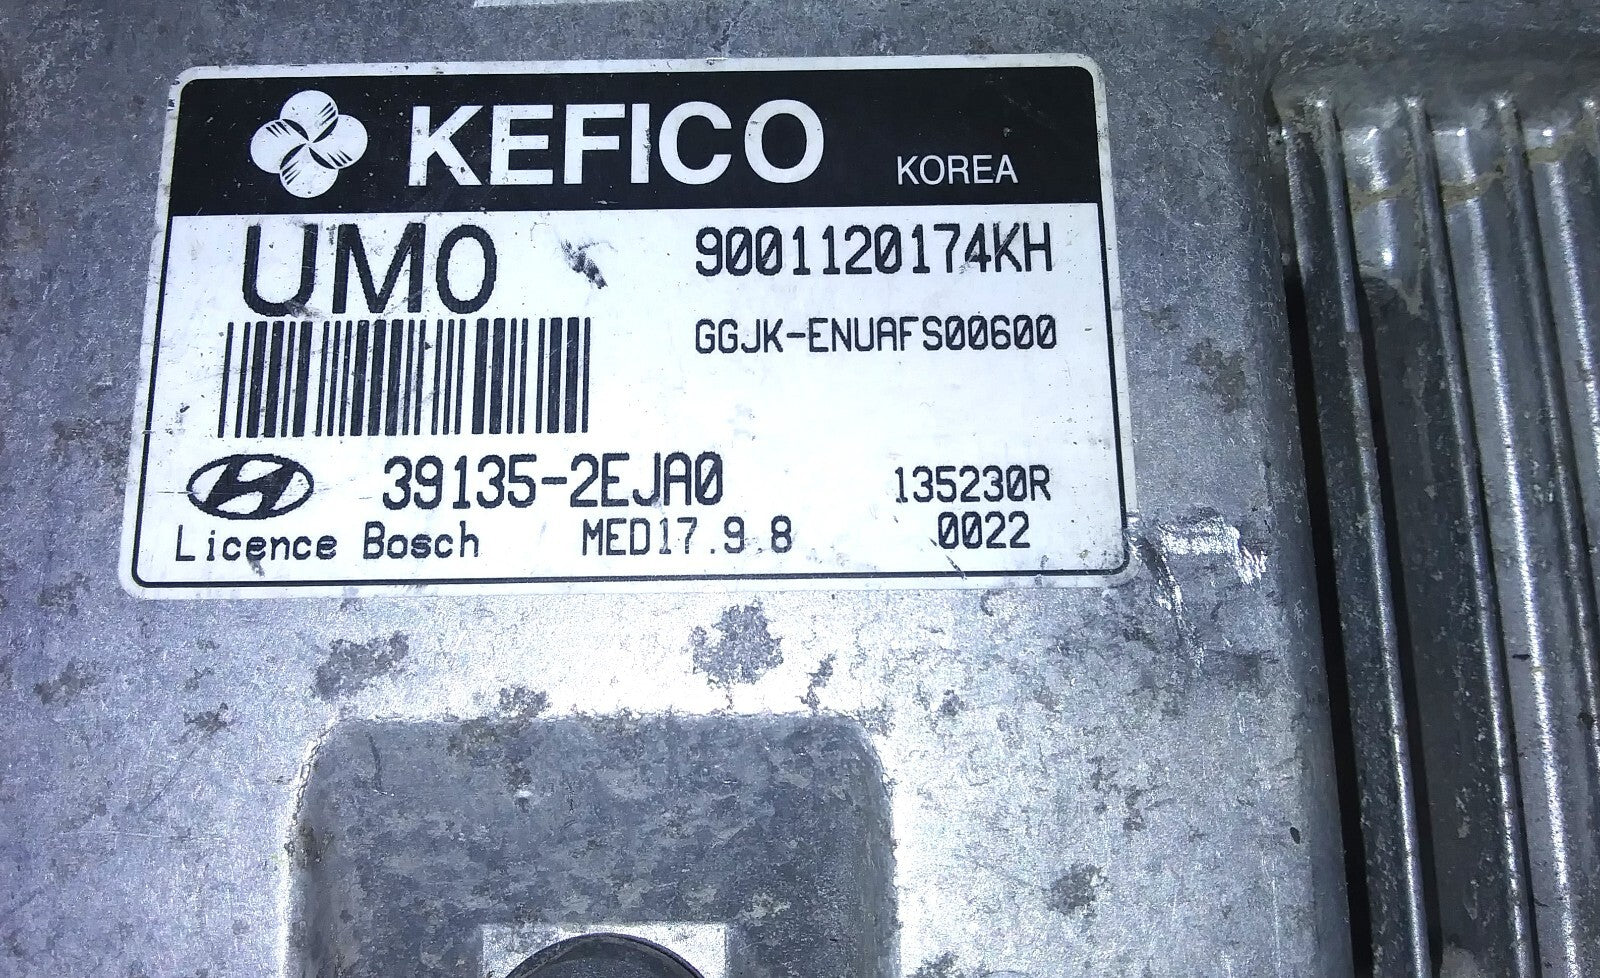 KEFICO KOREA
UM0 9001120174KH
GGJK-ENUAFS00600
39135-2EJA0 135230R
Licence Bosch MED17.9.8 0022